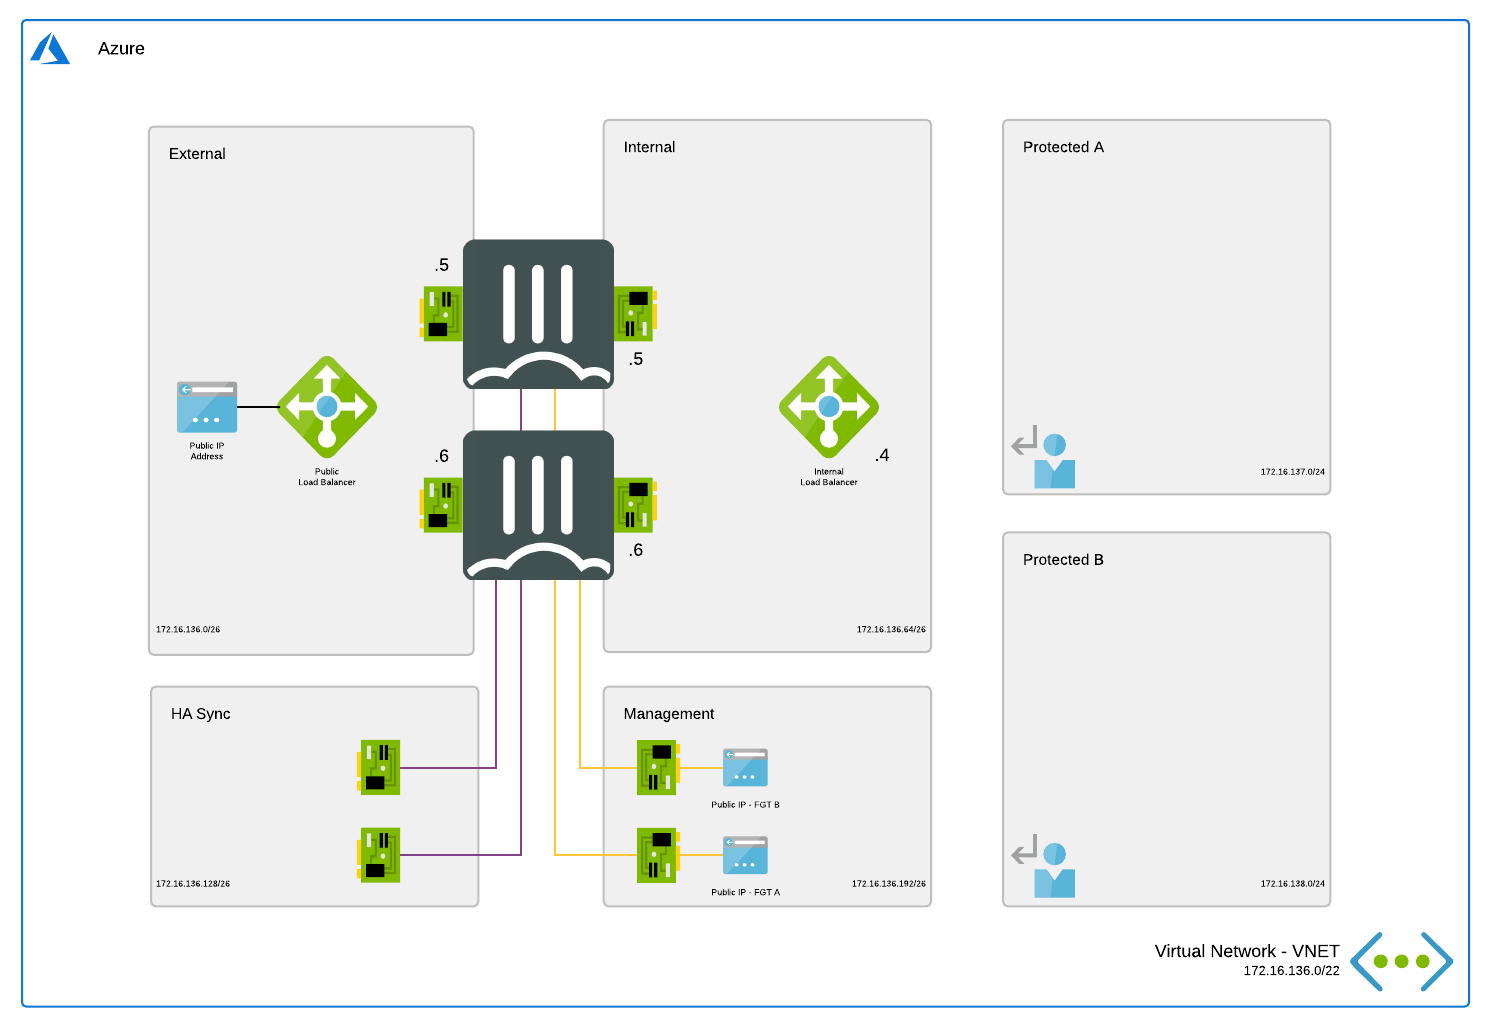 Azure
External
Internal
Protected A
.5
.5
Public IP
Address
Public
Load Balancer
.6
.6
Internal
Load Balancer
.4
172.16.137.0/24
172.16.136.0/26
172.16.136.64/26
Protected B
HA Sync
Management
Public IP - FGT B
Public IP - FGT A
172.16.136.128/26
172.16.136.192/26
172.16.138.0/24
Virtual Network - VNET
172.16.136.0/22